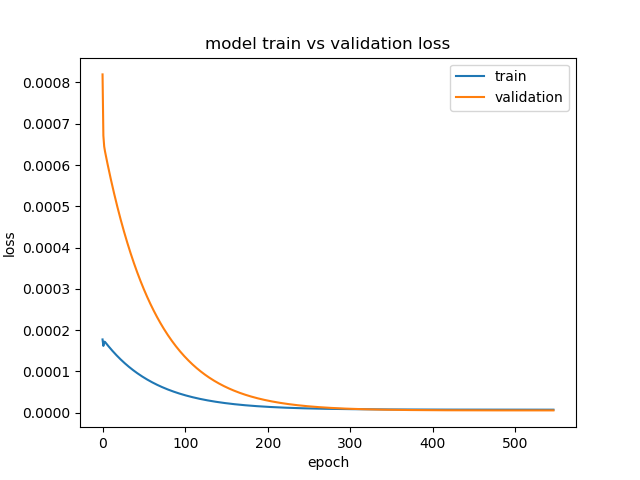 model train vs validation loss
train
validation
0.0008
0.0007
0.0006
0.0005
0.0004
0.0003
0.0002
0.0001
0.0000
loss
0 100 200 300 400 500
epoch